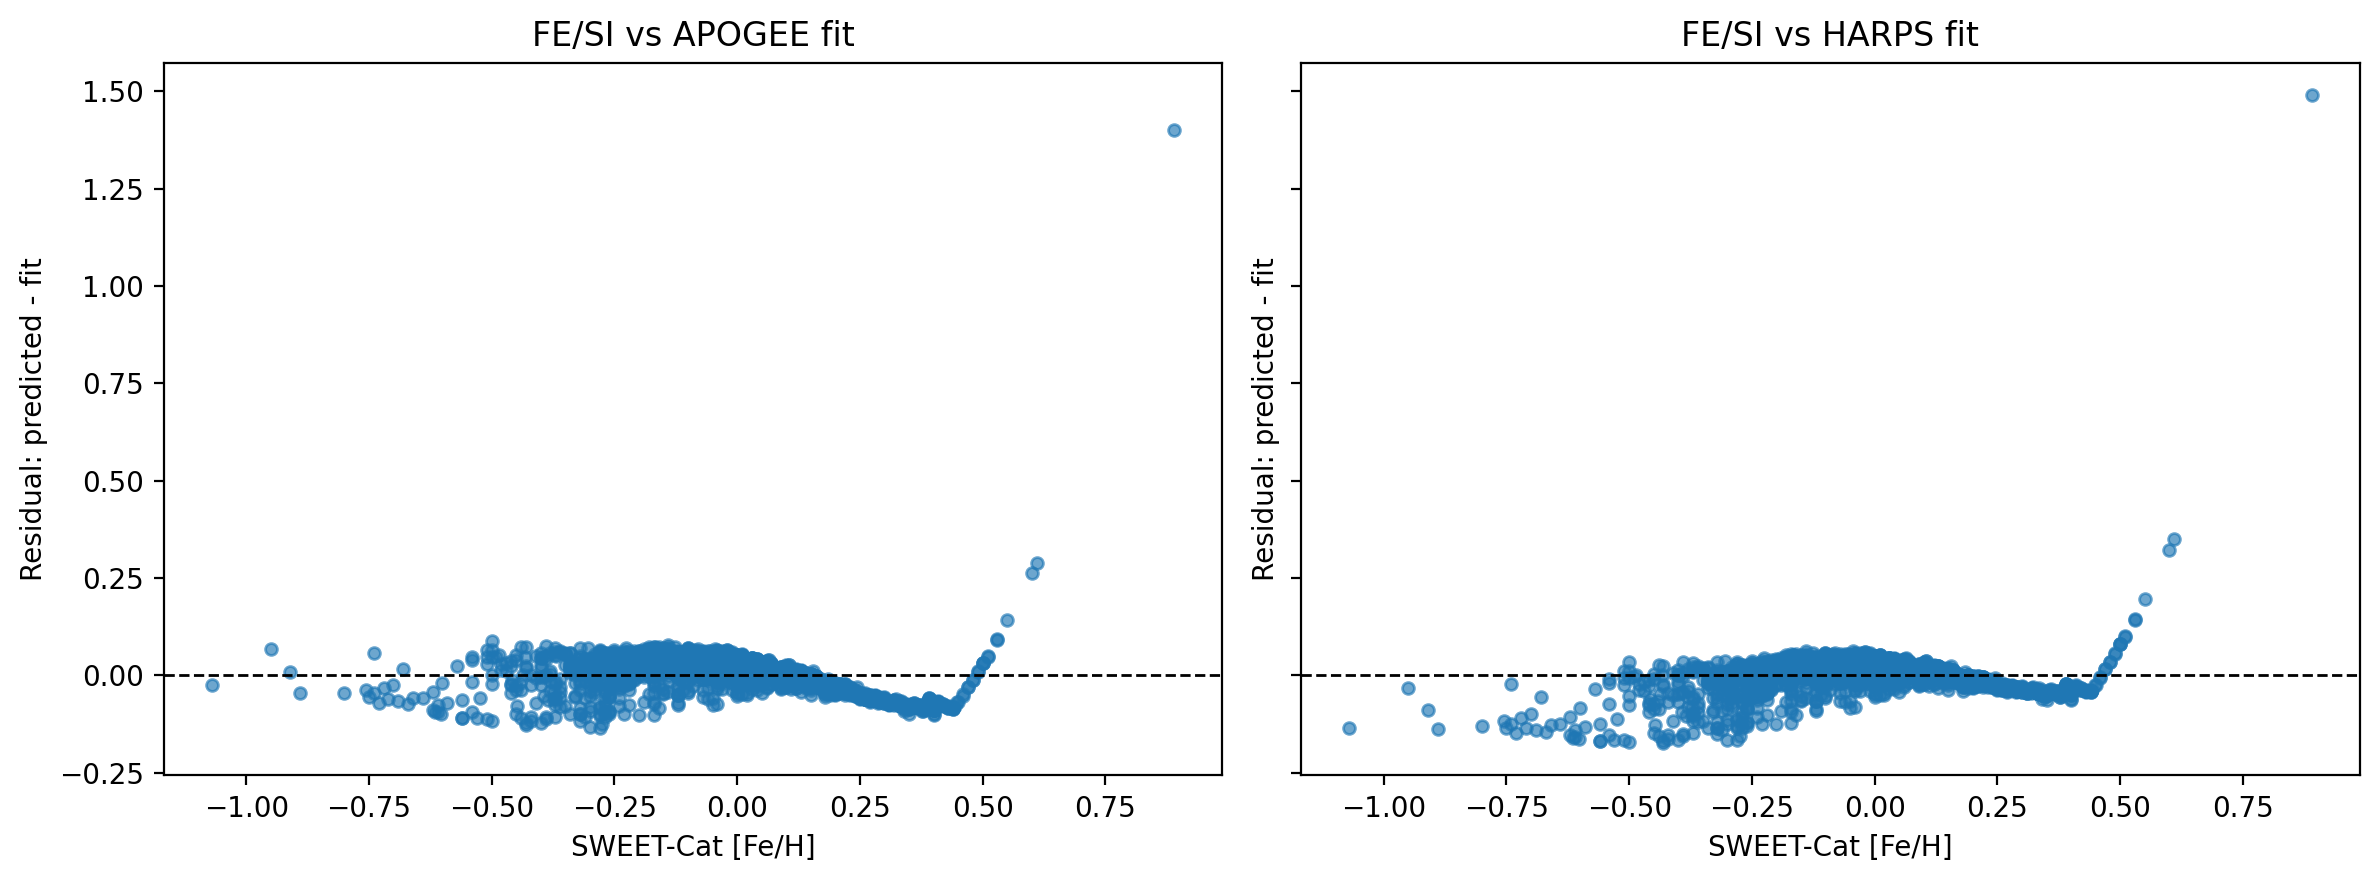 FE/SI vs APOGEE fit
1.50
1.25
1.00
0.75
0.50
0.25
0.00
−0.25
Residual: predicted - fit
−1.00 −0.75 −0.50 −0.25 0.00 0.25 0.50 0.75
SWEET-Cat [Fe/H]
FE/SI vs HARPS fit
Residual: predicted - fit
−1.00 −0.75 −0.50 −0.25 0.00 0.25 0.50 0.75
SWEET-Cat [Fe/H]